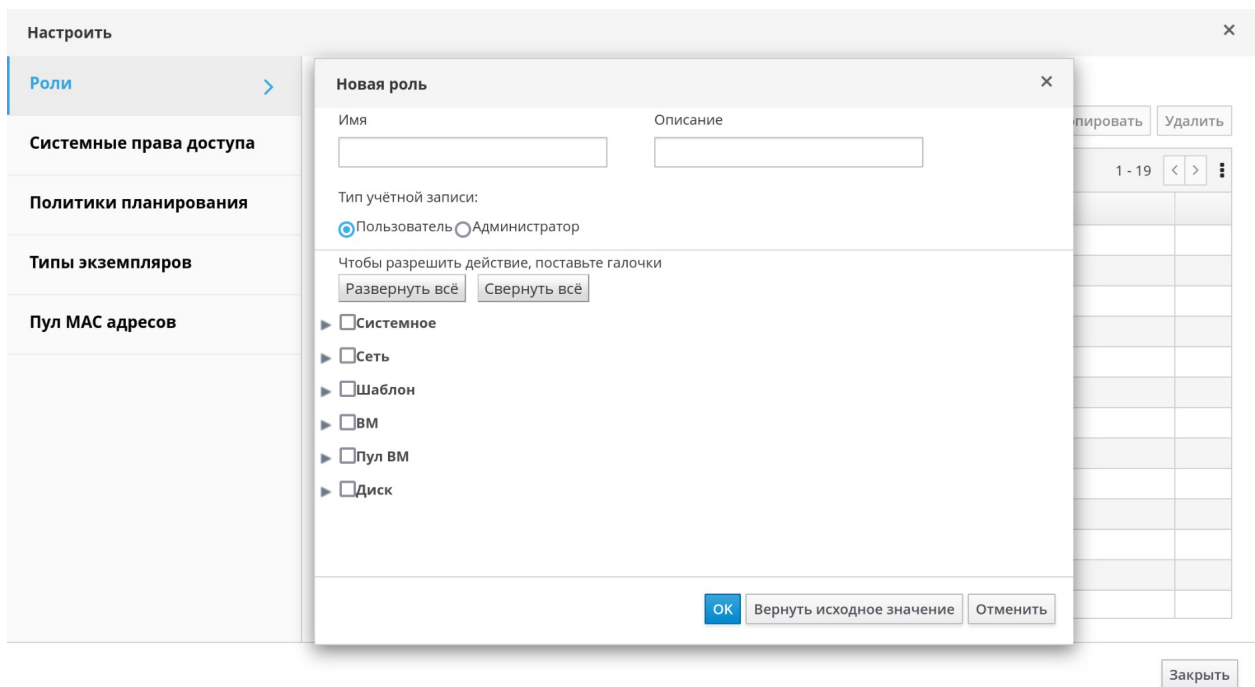 Настроить
Роли
Системные права доступа
Политики планирования
Типы экземпляров
Пул MAC адресов
Новая роль
Имя Описание
Тип учётной записи:
Пользователь Администратор
Чтобы разрешить действие, поставьте галочки
Развернуть всё Свернуть всё
Системное
Сеть
Шаблон
ВМ
Пул ВМ
Диск
OK Вернуть исходное значение Отменить
пировать Удалить
1 - 19
Закрыть